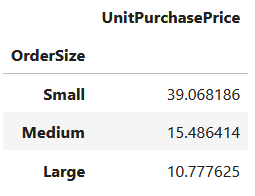 UnitPurchasePrice
OrderSize
Small 39.068186
Medium 15.486414
Large 10.777625